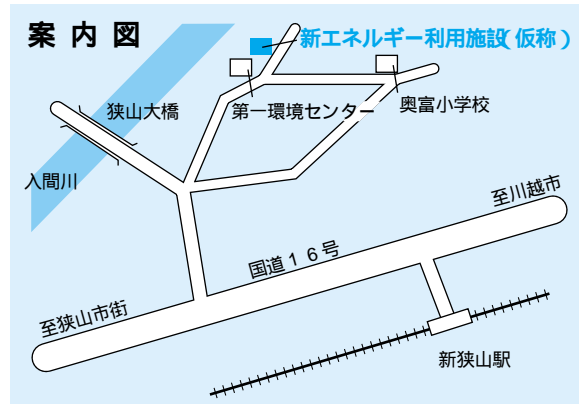 案内図
新エネルギー利用施設(仮称)
狭山大橋
第一環境センター
奥富小学校
入間川
至川越市
国道16号
至狭山市街
新狭山駅